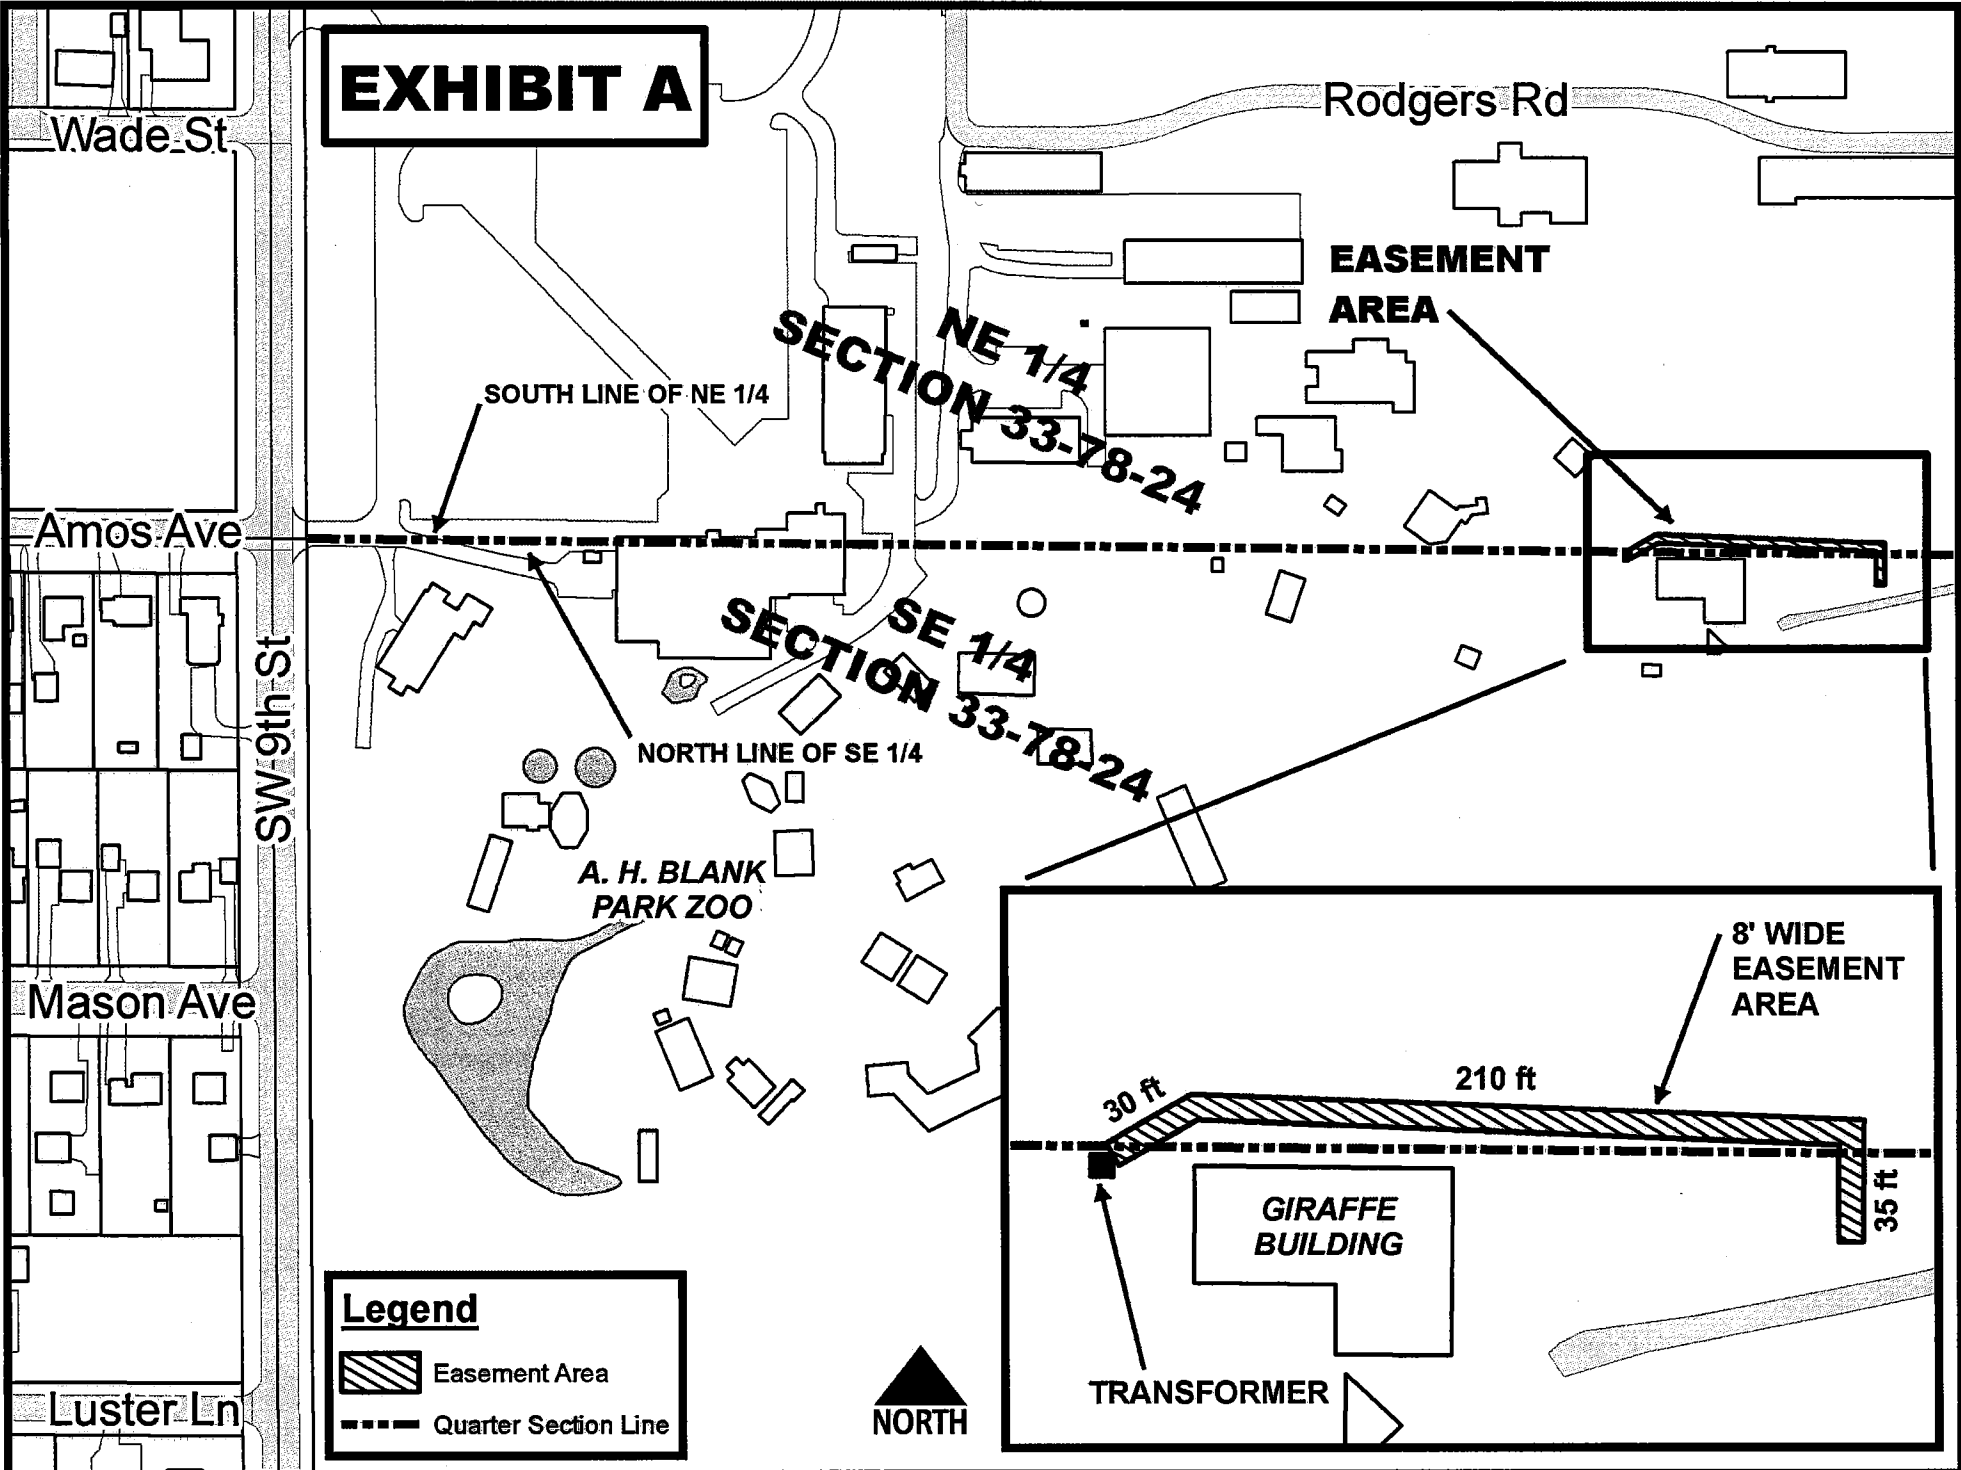 EXHIBIT A
Wade St
Rodgers Rd
EASEMENT
AREA
NE 1/4
SECTION 33-78-24
SOUTH LINE OF NE 1/4
Amos Ave
SW 9th St
SE 1/4
SECTION 33-78-24
NORTH LINE OF SE 1/4
A. H. BLANK
PARK ZOO
Mason Ave
8' WIDE
EASEMENT
AREA
30 ft
210 ft
35 ft
GIRAFFE
BUILDING
TRANSFORMER
Legend
Easement Area
Quarter Section Line
NORTH
Luster Ln